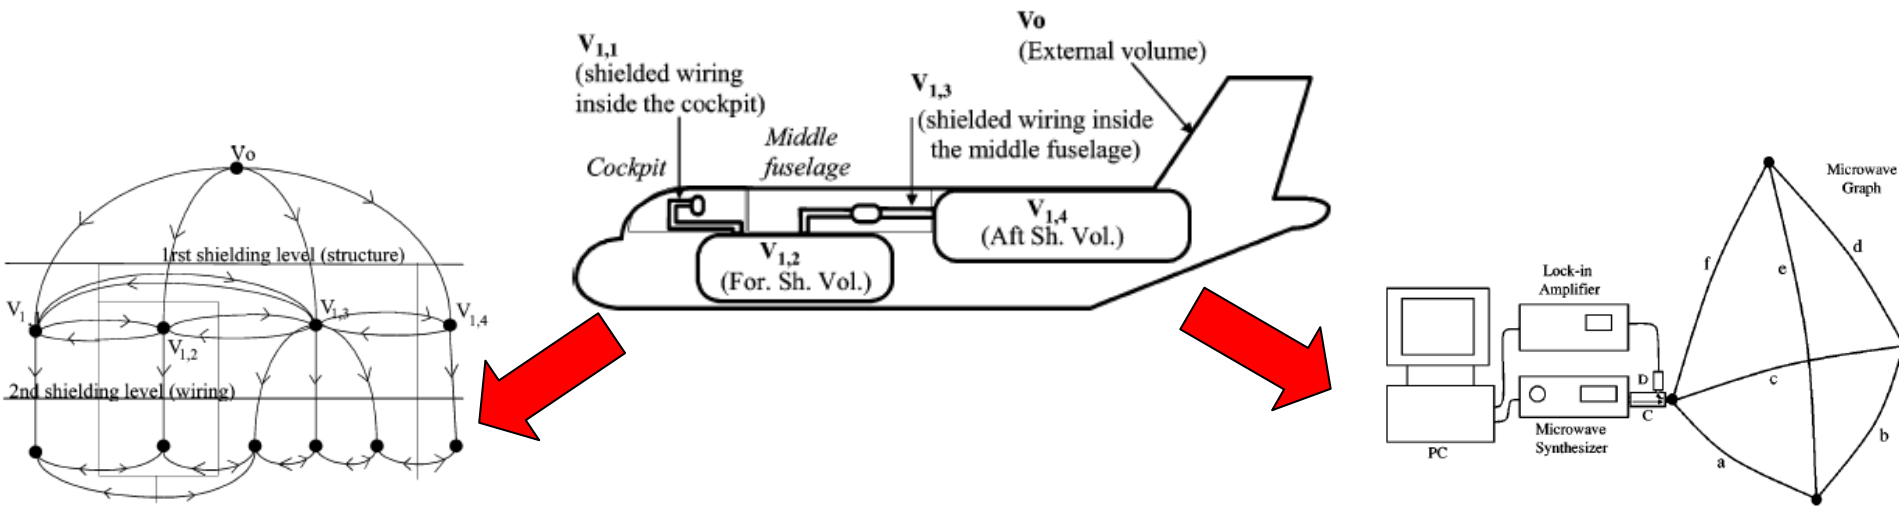 Vo
1rst shielding level (structure)
V1
V1,3
V1,4
V1,2
2nd shielding level (wiring)
V1,1
(shielded wiring
inside the cockpit)
Cockpit
Middle
fuselage
V1,3
(shielded wiring inside
the middle fuselage)
Vo
(External volume)
V1,2
(For. Sh. Vol.)
V1,4
(Aft Sh. Vol.)
Microwave
Graph
f
e
d
c
b
a
Lock-in
Amplifier
D
C
Microwave
Synthesizer
PC